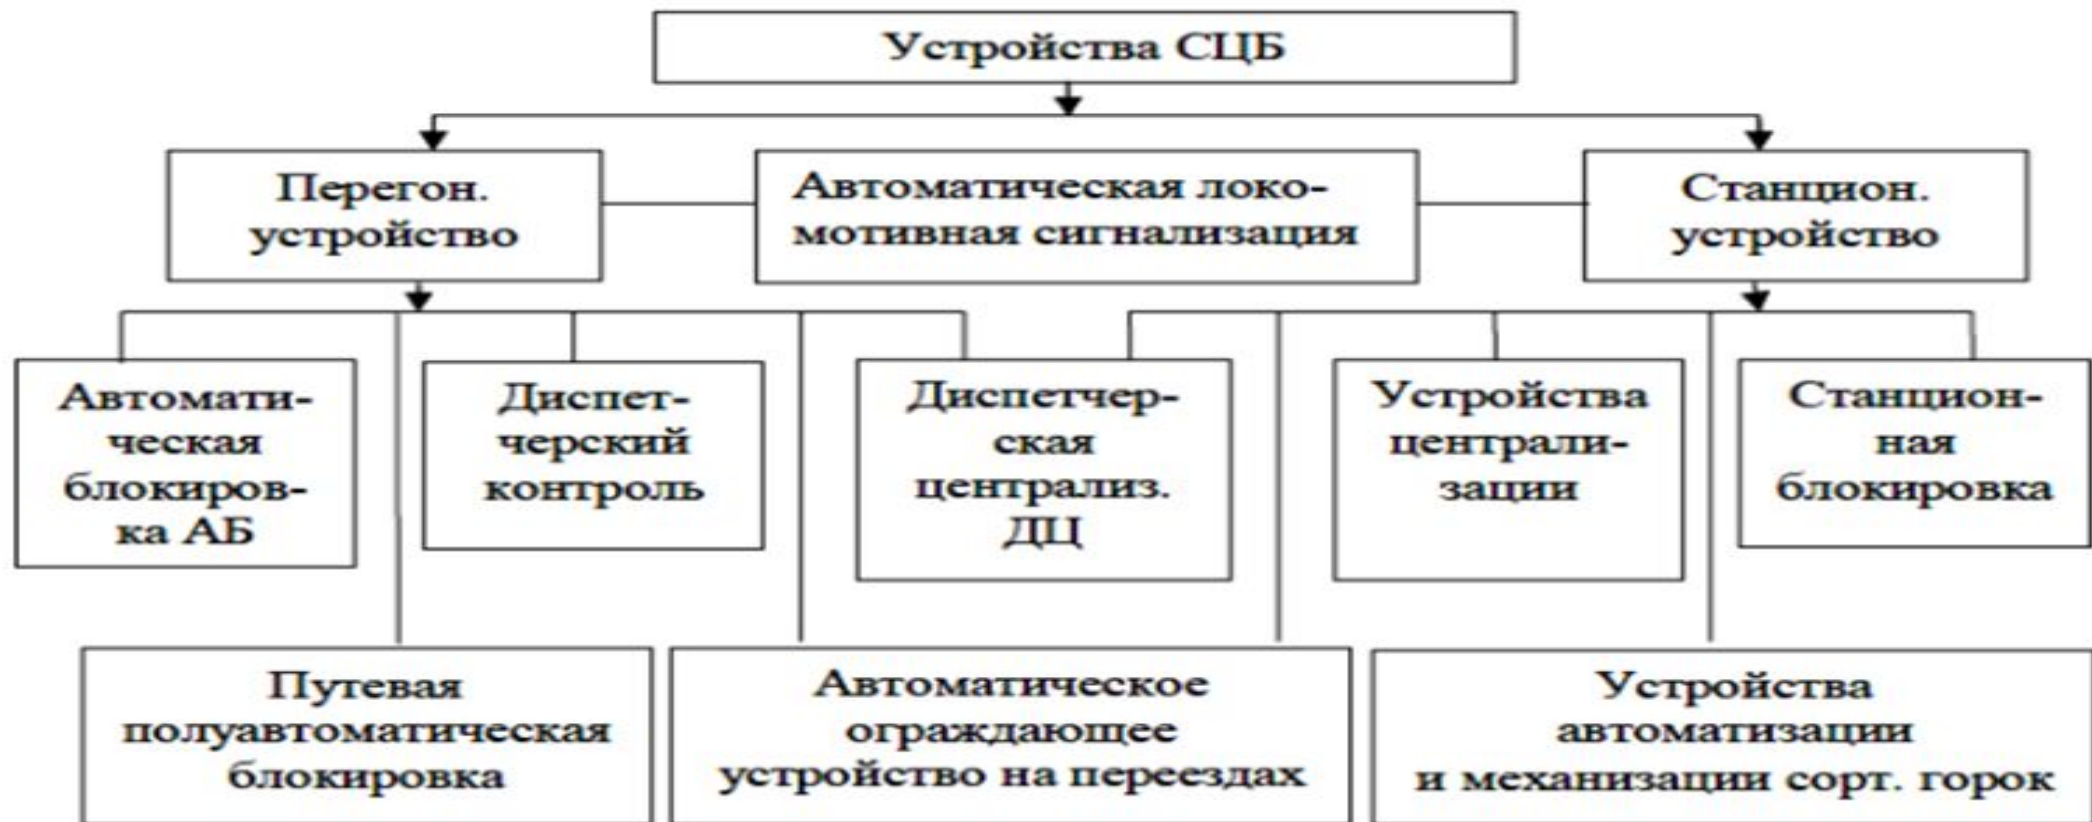 Устройства СЦБ
Перегон.
устройство
Автоматическая локо-
мотивная сигнализация
Станцион.
устройство
Автомати-
ческая
блокиров-
ка АБ
Диспет-
черский
контроль
Диспетчер-
ская
централиз.
ДЦ
Устройства
централи-
зации
Станцион-
ная
блокировка
Путевая
полуавтоматическая
блокировка
Автоматическое
ограждающее
устройство на переездах
Устройства
автоматизации
и механизации сорт. горок